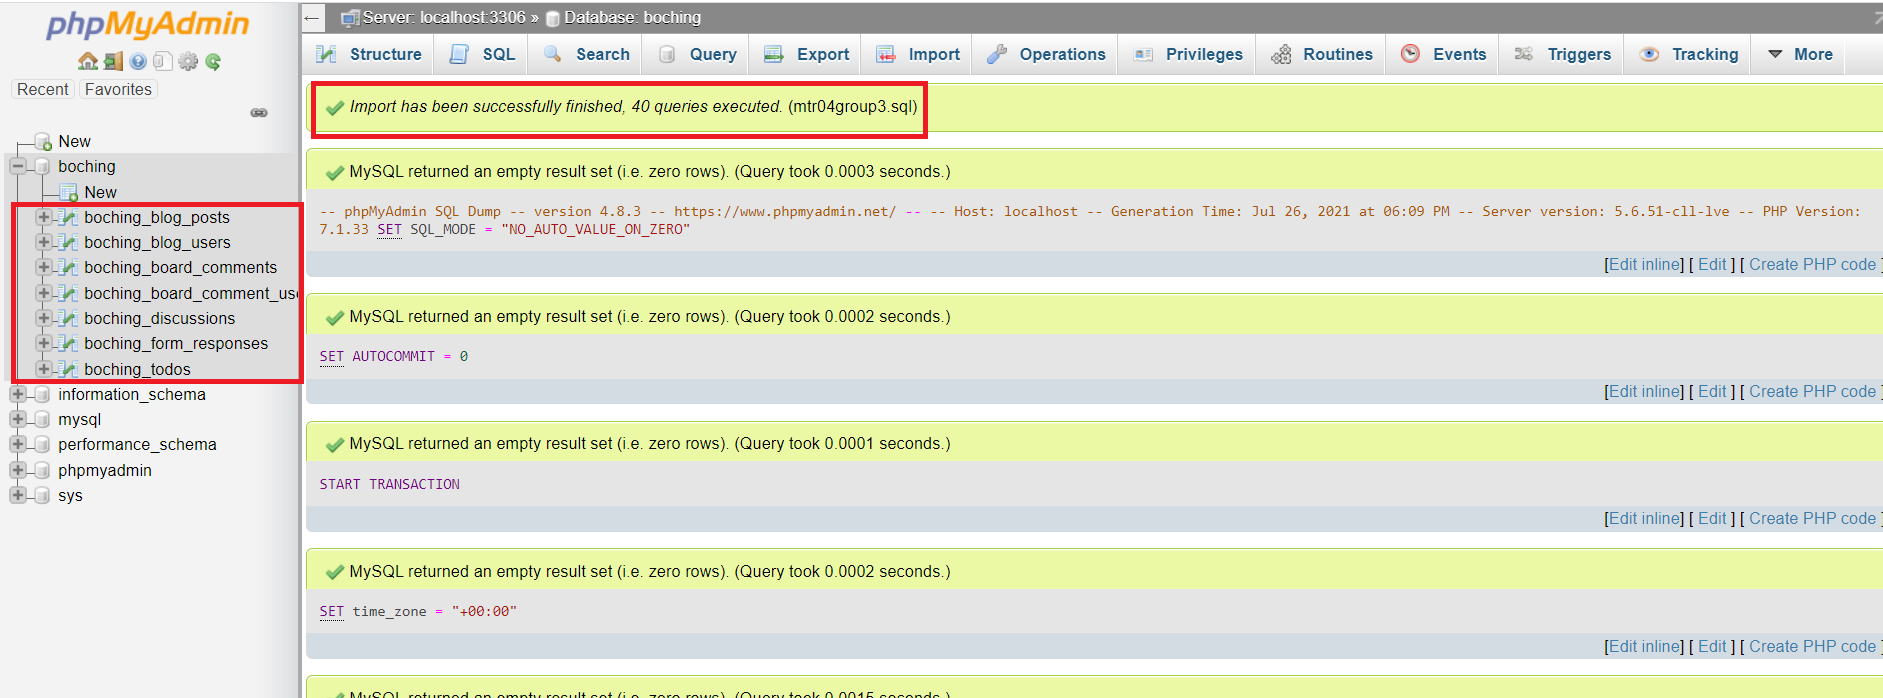 phpMyAdmin
Recent
Favorites
New
boching
New
boching_blog_posts
boching_blog_users
boching_board_comments
boching_board_comment_use
boching_discussions
boching_form_responses
boching_todos
information_schema
mysql
performance_schema
phpmyadmin
sys
← Server: localhost:3306 » Database: boching
Structure SQL Search Query Export Import Operations Privileges Routines Events Triggers Tracking More
Import has been successfully finished, 40 queries executed. (mtr04group3.sql)
MySQL returned an empty result set (i.e. zero rows). (Query took 0.0003 seconds.)
-- phpMyAdmin SQL Dump -- version 4.8.3 -- https://www.phpmyadmin.net/ -- -- Host: localhost -- Generation Time: Jul 26, 2021 at 06:09 PM -- Server version: 5.6.51-cll-lve -- PHP Version:
7.1.33 SET SQL_MODE = "NO_AUTO_VALUE_ON_ZERO"
[Edit inline] [ Edit ] [ Create PHP code ]
MySQL returned an empty result set (i.e. zero rows). (Query took 0.0002 seconds.)
SET AUTOCOMMIT = 0
[Edit inline] [ Edit ] [ Create PHP code ]
MySQL returned an empty result set (i.e. zero rows). (Query took 0.0001 seconds.)
START TRANSACTION
[Edit inline] [ Edit ] [ Create PHP code ]
MySQL returned an empty result set (i.e. zero rows). (Query took 0.0002 seconds.)
SET time_zone = "+00:00"
[Edit inline] [ Edit ] [ Create PHP code ]
MySQL returned an empty result set (i.e. zero rows). (Query took 0.0015 seconds.)